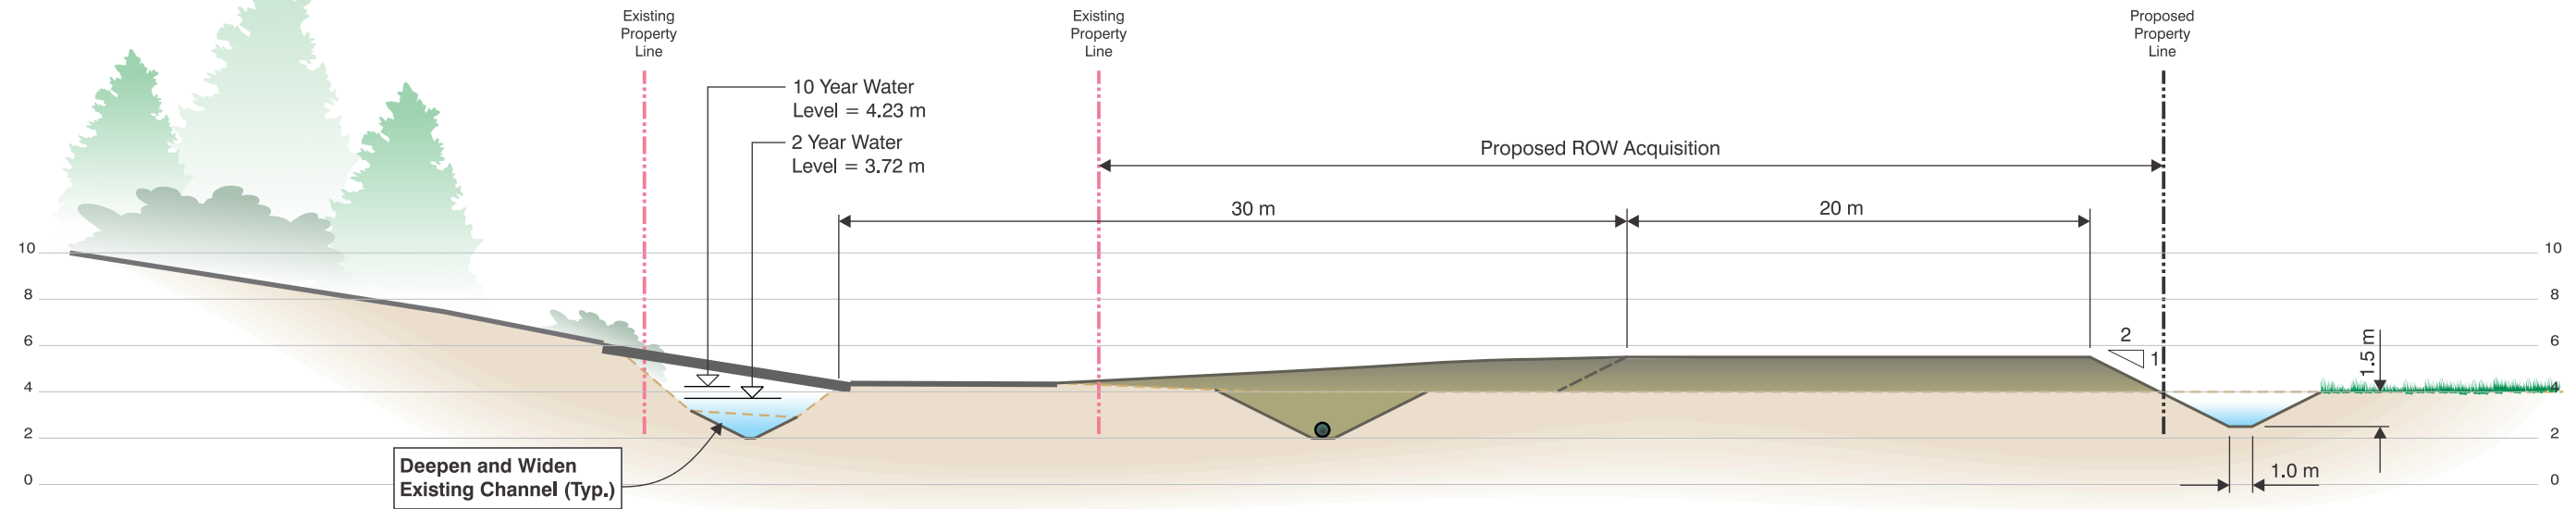 Existing
Property
Line
Existing
Property
Line
Proposed
Property
Line
10 Year Water
Level = 4.23 m
2 Year Water
Level = 3.72 m
Proposed ROW Acquisition
30 m
20 m
10
10
8
8
6
6
2
1
1.5 m
4
4
2
2
Deepen and Widen
Existing Channel (Typ.)
1.0 m
0
0